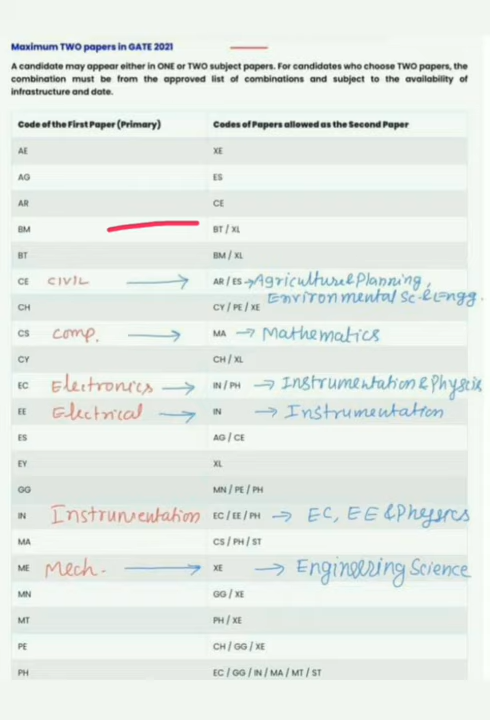 Maximum TWO papers in GATE 2021
A candidate may appear either in ONE or TWO subject papers. For candidates who choose TWO papers, the
combination must be from the approved list of combinations and subject to the availability of
infrastructure and date.
Code of the First Paper (Primary) Codes of Papers allowed as the Second Paper
AE XE
AG ES
AR CE
BM BT / XL
BT BM / XL
CE CIVIL → AR / ES → Agricultural Planning,
Environmental Sc. & Engg.
CH CY / PE / XE
CS comp. → MA → Mathematics
CY CH / XL
EC Electronics → IN / PH → Instrumentation & Physics
EE Electrical → IN → Instrumentation
ES AG / CE
EY XL
GG MN / PE / PH
IN Instrumentation EC / EE / PH → EC, EE & Physics
MA CS / PH / ST
ME Mech. → XE → Engineering Science
MN GG / XE
MT PH / XE
PE CH / GG / XE
PH EC / GG / IN / MA / MT / ST